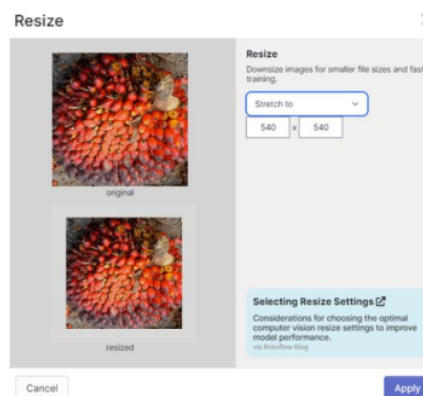 Resize
Resize
Downsize images for smaller file sizes and
training.
Stretch to
540 x 540
original
resized
Selecting Resize Settings
Considerations for choosing the optimal
computer vision resize settings to improve
model performance.
via Roboflow Blog
Cancel
Apply